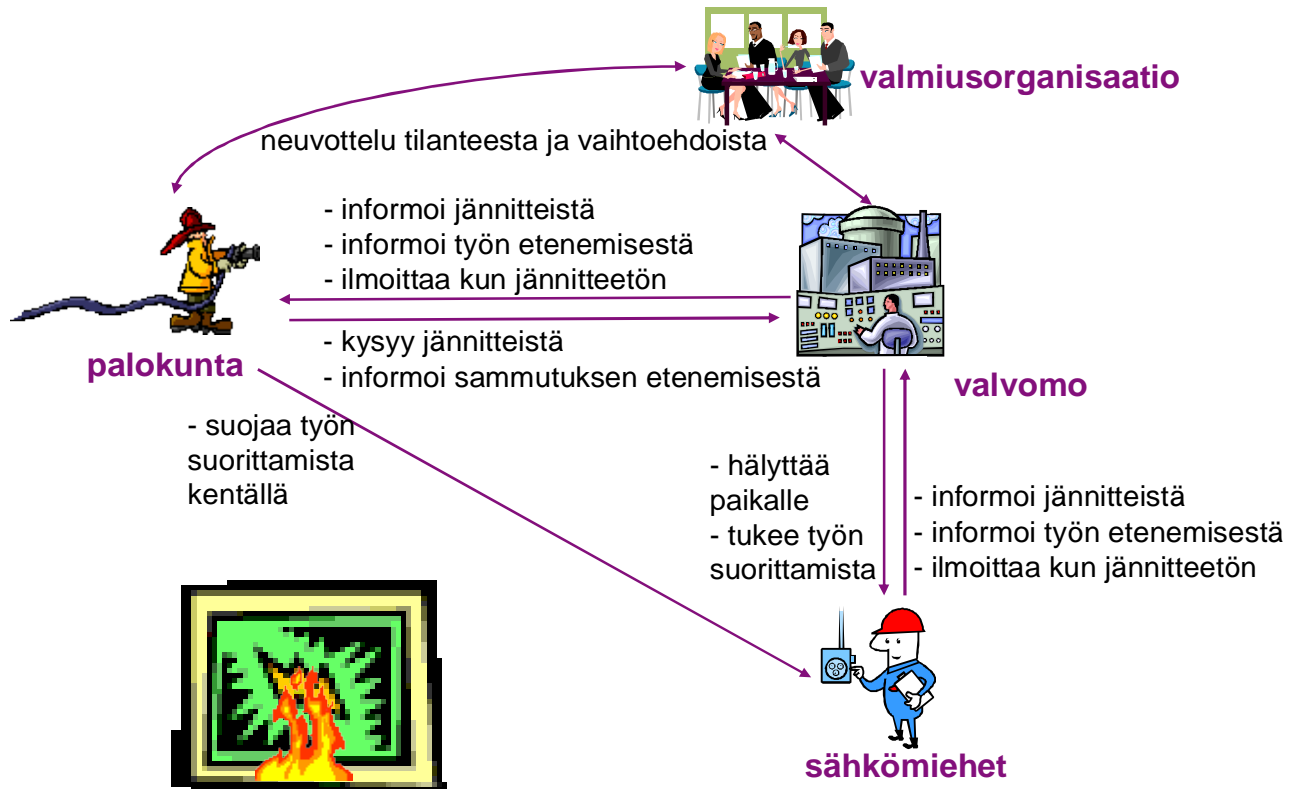 valmiusorganisaatio
neuvottelu tilanteesta ja vaihtoehdoista
- informoi jännitteistä
- informoi työn etenemisestä
- ilmoittaa kun jännitteetön
- kysyy jännitteistä
- informoi sammutuksen etenemisestä
palokunta
valvomo
- suojaa työn
suorittamista
kentällä
- hälyttää
paikalle
- tukee työn
suorittamista
- informoi jännitteistä
- informoi työn etenemisestä
- ilmoittaa kun jännitteetön
sähkömiehet